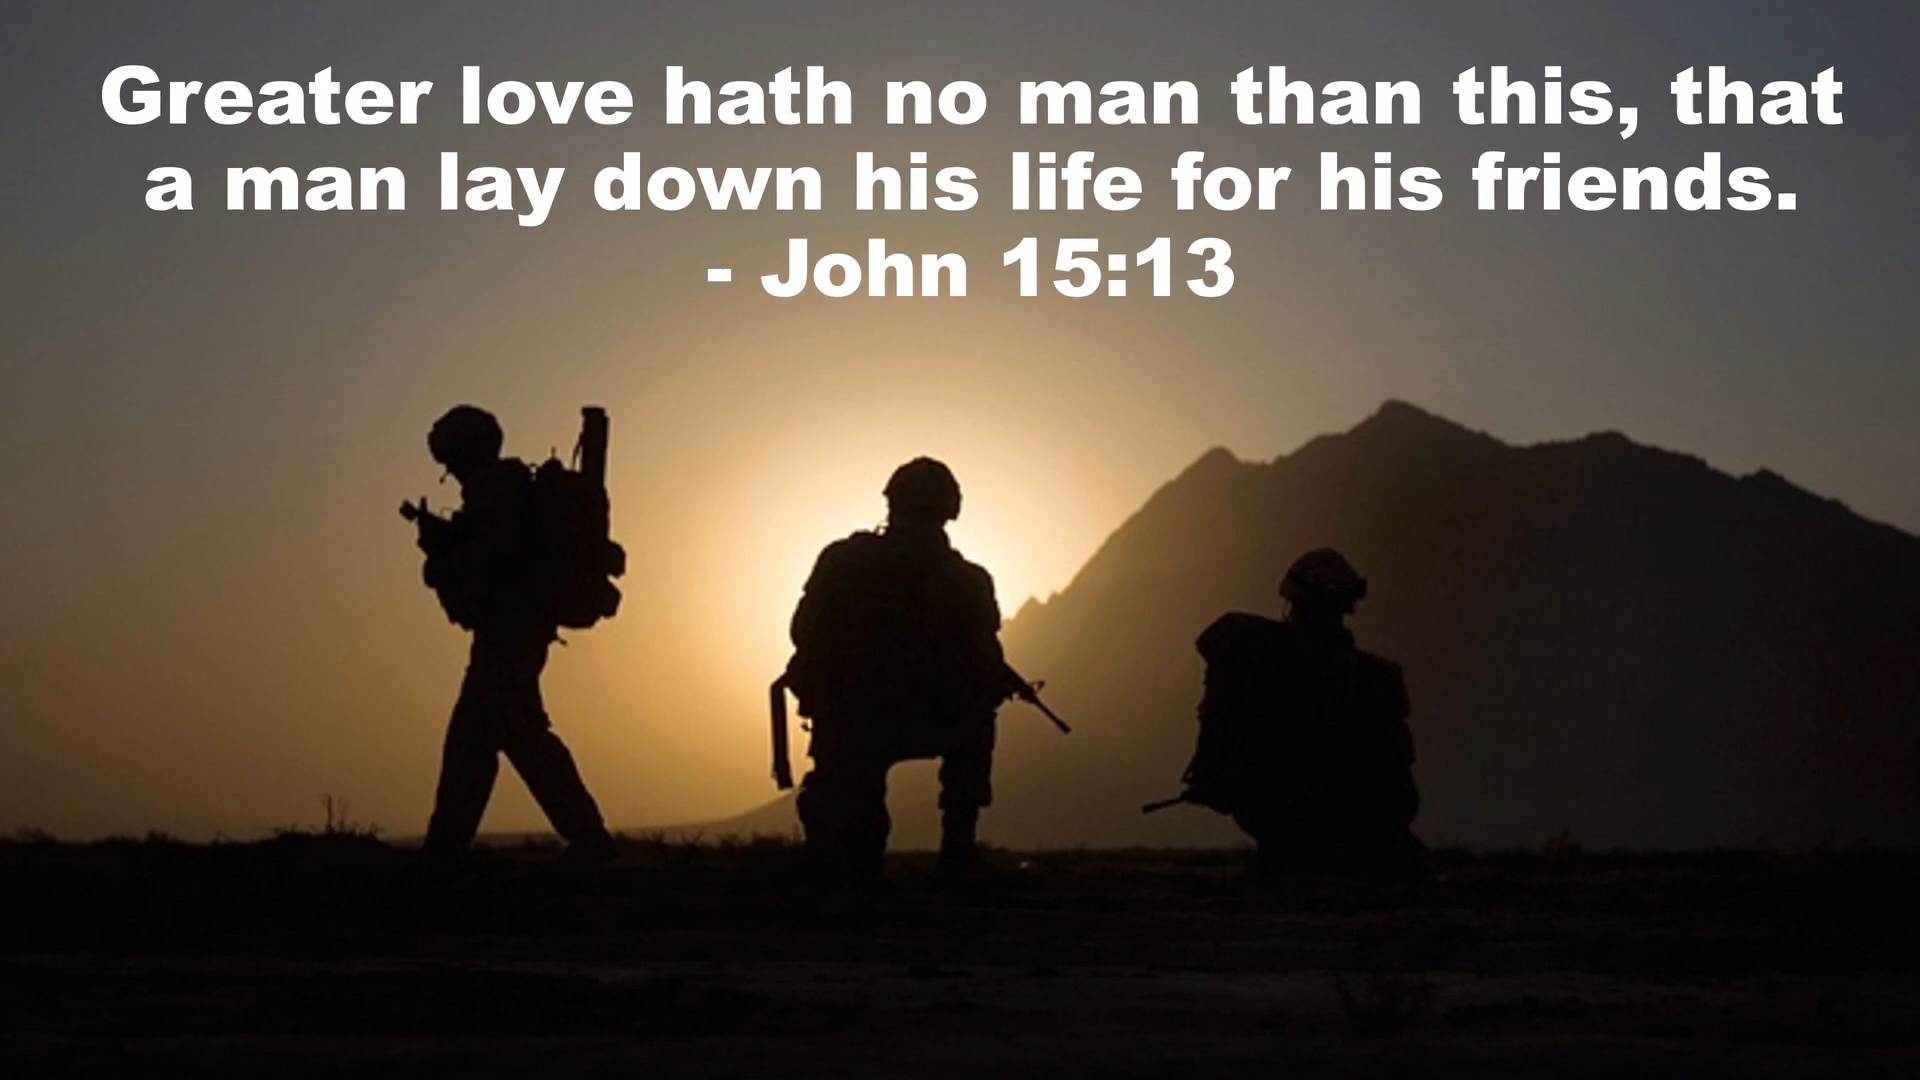 Greater love hath no man than this, that
a man lay down his life for his friends.
- John 15:13